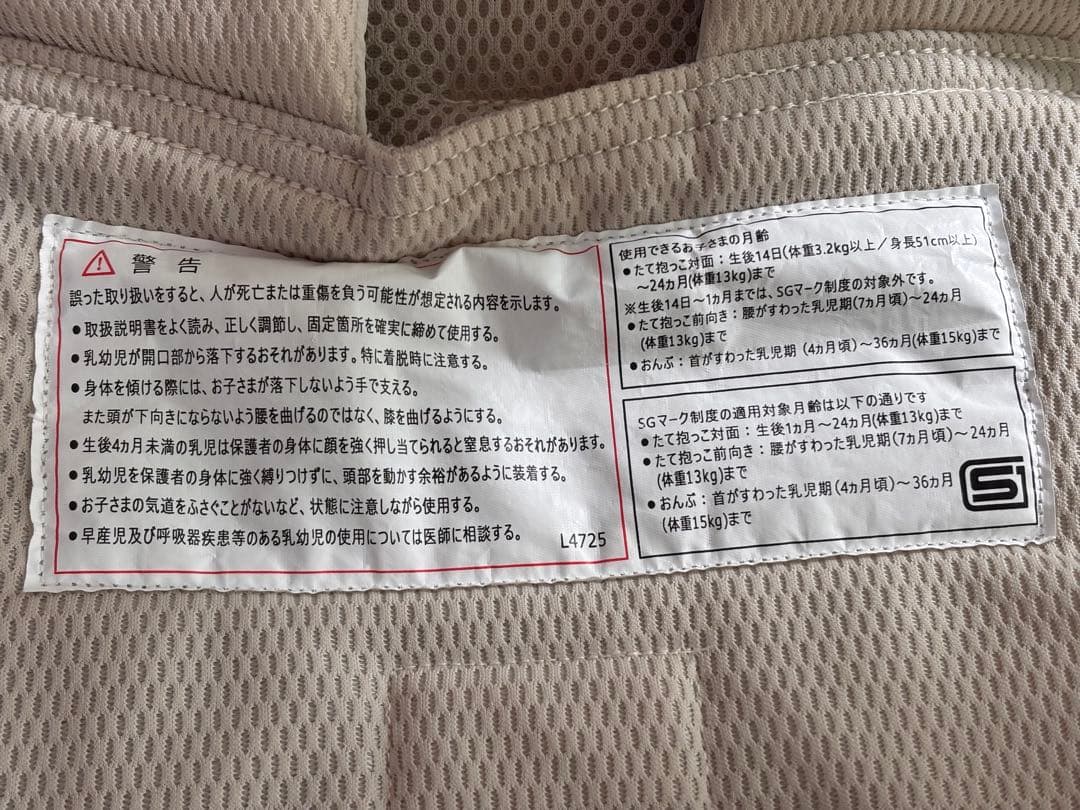 警告
誤った取り扱いをすると、人が死亡または重傷を負う可能性が想定される内容を示します。
●取扱説明書をよく読み、正しく調節し、固定箇所を確実に締めて使用する。
●乳幼児が開口部から落下するおそれがあります。特に着脱時に注意する。
●身体を傾ける際には、お子さまが落下しないよう手で支える。
また頭が下向きにならないよう腰を曲げるのではなく、膝を曲げるようにする。
●生後4カ月未満の乳児は保護者の身体に顔を強く押し当てられると窒息するおそれがあります。
●乳幼児を保護者の身体に強く縛りつけずに、頭部を動かす余裕があるように装着する。
●お子さまの気道をふさぐことがないなど、状態に注意しながら使用する。
●早産児及び呼吸器疾患等のある乳幼児の使用については医師に相談する。
L4725
使用できるお子さまの月齢
●たて抱っこ対面：生後14日(体重3.2kg以上／身長51cm以上)
～24カ月(体重13kg)まで
※生後14日～1カ月までは、SGマーク制度の対象外です。
●たて抱っこ前向き：腰がすわった乳児期(7カ月頃)～24カ月
(体重13kg)まで
●おんぶ：首がすわった乳児期（4カ月頃）～36カ月(体重15kg)まで
SGマーク制度の適用対象月齢は以下の通りです
●たて抱っこ対面：生後1カ月～24カ月(体重13kg)まで
●たて抱っこ前向き：腰がすわった乳児期(7カ月頃)～24カ月
(体重13kg)まで
●おんぶ：首がすわった乳児期(4カ月頃)～36カ月
(体重15kg)まで
SG